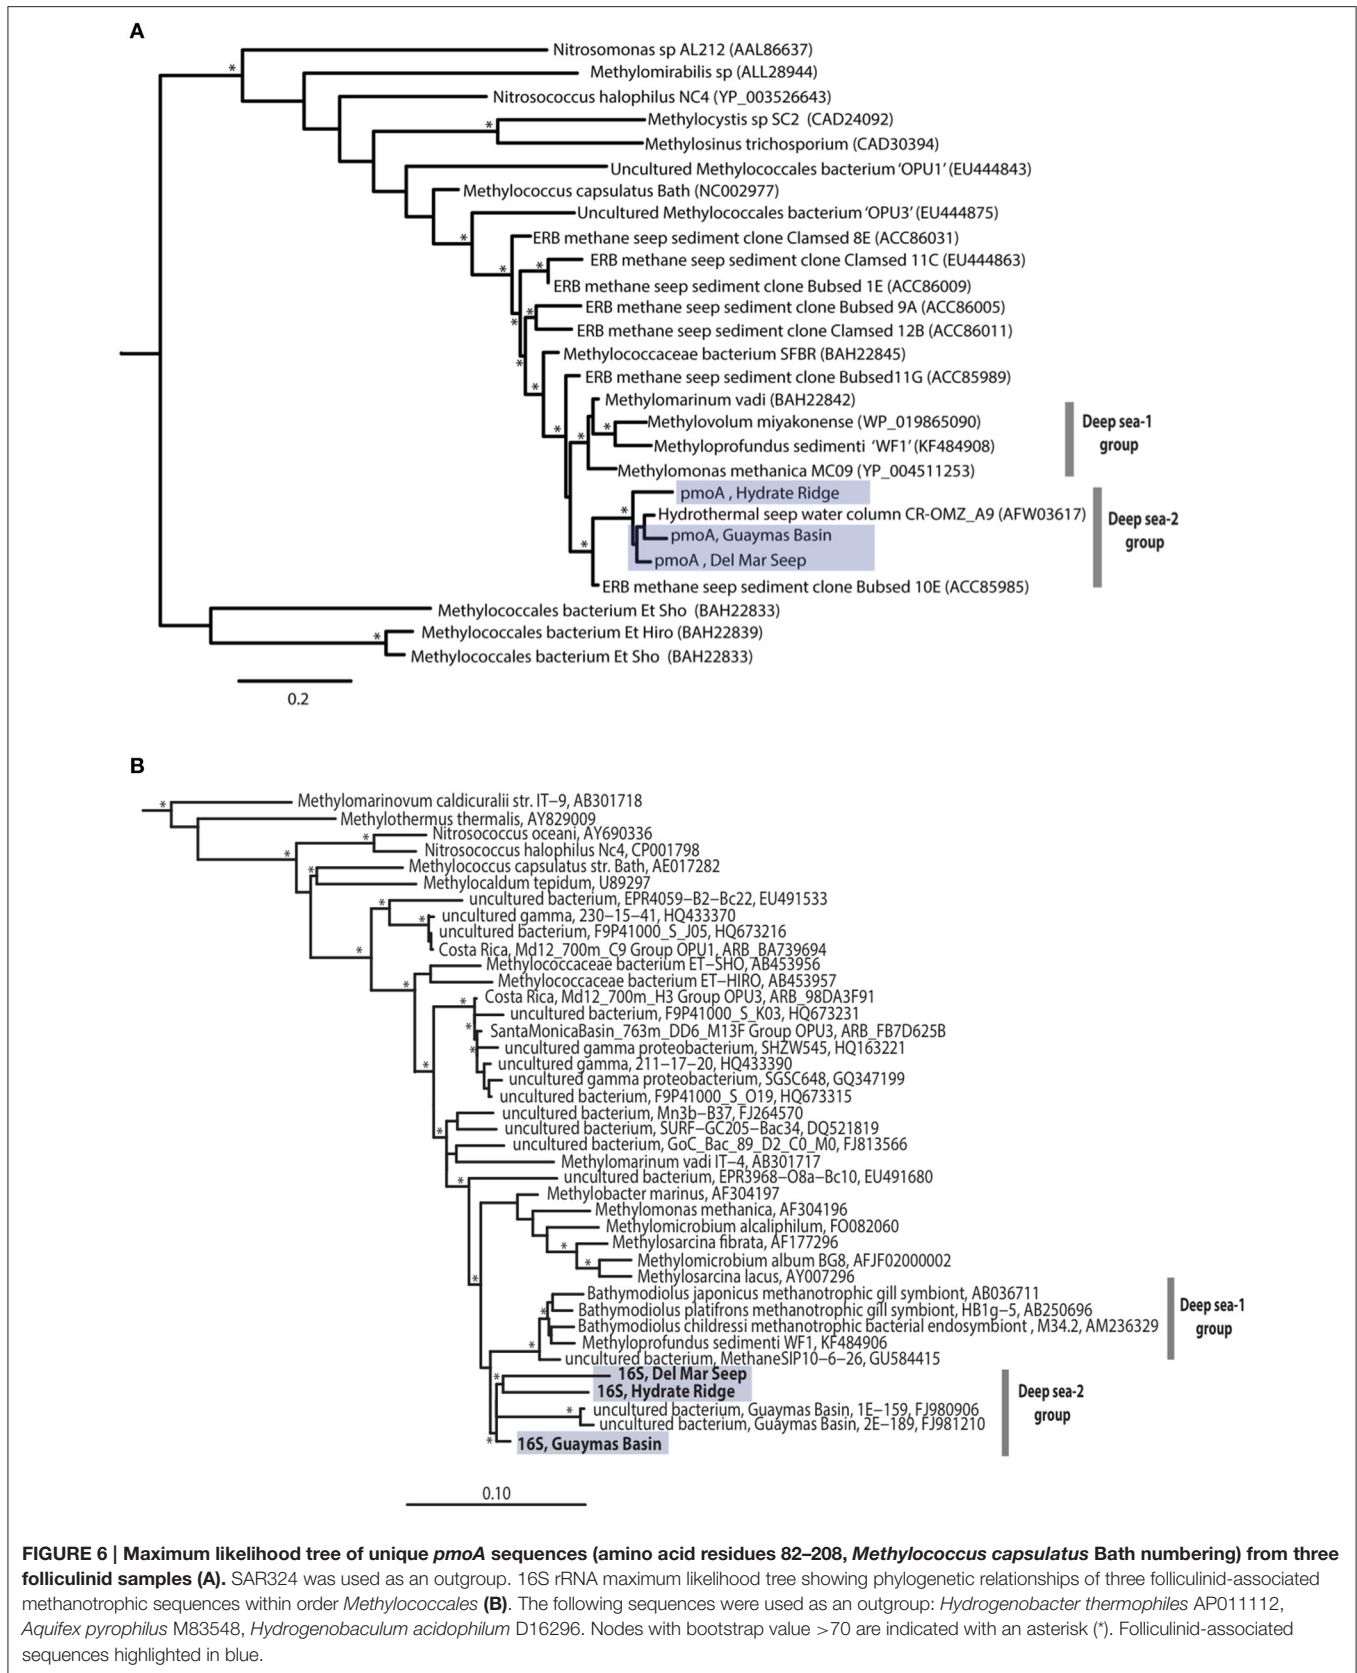 A
Nitrosomonas sp AL212 (AAL86637)
Methylomirabilis sp (ALL28944)
Nitrosococcus halophilus NC4 (YP_003526643)
Methylocystis sp SC2 (CAD24092)
Methylosinus trichosporium (CAD30394)
Uncultured Methylococcales bacterium 'OPU1' (EU444843)
Methylococcus capsulatus Bath (NC002977)
Uncultured Methylococcales bacterium 'OPU3' (EU444875)
ERB methane seep sediment clone Clamsed 8E (ACC86031)
ERB methane seep sediment clone Clamsed 11C (EU444863)
ERB methane seep sediment clone Bubsed 1E (ACC86009)
ERB methane seep sediment clone Bubsed 9A (ACC86005)
ERB methane seep sediment clone Clamsed 12B (ACC86011)
Methylococcaceae bacterium SFBR (BAH22845)
ERB methane seep sediment clone Bubsed11G (ACC85989)
Methylomarinum vadi (BAH22842)
Methylovolum miyakonense (WP_019865090)
Methyloprofundus sedimenti 'WF1' (KF484908)
Methylomonas methanica MC09 (YP_004511253)
Deep sea-1
group
pmoA , Hydrate Ridge
Hydrothermal seep water column CR-OMZ_A9 (AFW03617)
pmoA, Guaymas Basin
pmoA , Del Mar Seep
ERB methane seep sediment clone Bubsed 10E (ACC85985)
Deep sea-2
group
Methylococcales bacterium Et Sho (BAH22833)
Methylococcales bacterium Et Hiro (BAH22839)
Methylococcales bacterium Et Sho (BAH22833)
0.2
B
Methylomarinovum caldicuralii str. IT-9, AB301718
Methylothermus thermalis, AY829009
Nitrosococcus oceani, AY690336
Nitrosococcus halophilus Nc4, CP001798
Methylococcus capsulatus str. Bath, AE017282
Methylocaldum tepidum, U89297
uncultured bacterium, EPR4059-B2-Bc22, EU491533
uncultured gamma, 230-15-41, HQ433370
uncultured bacterium, F9P41000_S_J05, HQ673216
Costa Rica, Md12_700m_C9 Group OPU1, ARB_BA739694
Methylococcaceae bacterium ET-SHO, AB453956
Methylococcaceae bacterium ET-HIRO, AB453957
Costa Rica, Md12_700m_H3 Group OPU3, ARB_98DA3F91
uncultured bacterium, F9P41000_S_K03, HQ673231
SantaMonicaBasin_763m_DD6_M13F Group OPU3, ARB_FB7D625B
uncultured gamma proteobacterium, SHZW545, HQ163221
uncultured gamma, 211-17-20, HQ433390
uncultured gamma proteobacterium, SGSC648, GQ347199
uncultured bacterium, F9P41000_S_O19, HQ673315
uncultured bacterium, Mn3b-B37, FJ264570
uncultured bacterium, SURF-GC205-Bac34, DQ521819
uncultured bacterium, GoC_Bac_89_D2_C0_M0, FJ813566
Methylomarinum vadi IT-4, AB301717
uncultured bacterium, EPR3968-O8a-Bc10, EU491680
Methylobacter marinus, AF304197
Methylomonas methanica, AF304196
Methylomicrobium alcaliphilum, FO082060
Methylosarcina fibrata, AF177296
Methylomicrobium album BG8, AFJF02000002
Methylosarcina lacus, AY007296
Bathymodiolus japonicus methanotrophic gill symbiont, AB036711
Bathymodiolus platifrons methanotrophic gill symbiont, HB1g-5, AB250696
Bathymodiolus childressi methanotrophic bacterial endosymbiont , M34.2, AM236329
Methyloprofundus sedimenti WF1, KF484906
uncultured bacterium, MethaneSIP10-6-26, GU584415
Deep sea-1
group
16S, Del Mar Seep
16S, Hydrate Ridge
uncultured bacterium, Guaymas Basin, 1E-159, FJ980906
uncultured bacterium, Guaymas Basin, 2E-189, FJ981210
16S, Guaymas Basin
Deep sea-2
group
0.10
FIGURE 6 | Maximum likelihood tree of unique pmoA sequences (amino acid residues 82–208, Methylococcus capsulatus Bath numbering) from three
folliculinid samples (A). SAR324 was used as an outgroup. 16S rRNA maximum likelihood tree showing phylogenetic relationships of three folliculinid-associated
methanotrophic sequences within order Methylococcales (B). The following sequences were used as an outgroup: Hydrogenobacter thermophiles AP011112,
Aquifex pyrophilus M83548, Hydrogenobaculum acidophilum D16296. Nodes with bootstrap value >70 are indicated with an asterisk (*). Folliculinid-associated
sequences highlighted in blue.